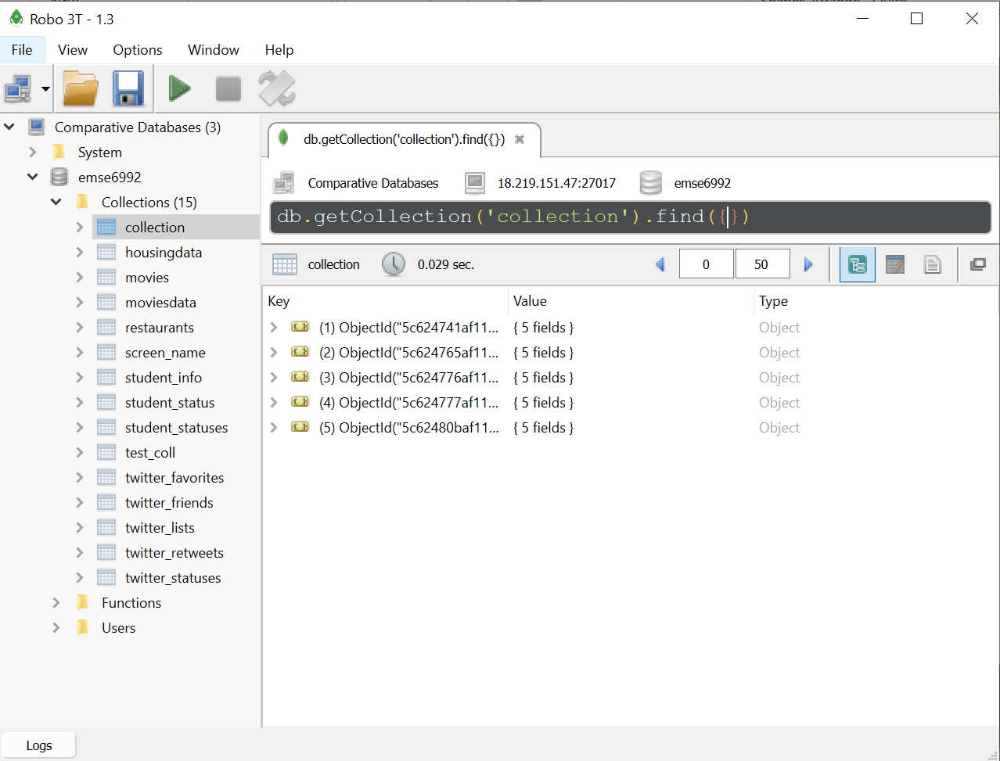 Robo 3T - 1.3
File View Options Window Help
Comparative Databases (3)
System
emse6992
Collections (15)
collection
housingdata
movies
moviesdata
restaurants
screen_name
student_info
student_status
student_statuses
test_coll
twitter_favorites
twitter_friends
twitter_lists
twitter_retweets
twitter_statuses
Functions
Users
db.getCollection('collection').find({})
Comparative Databases 18.219.151.47:27017 emse6992
db.getCollection('collection').find({})
collection 0.029 sec. 0 50
Key Value Type
(1) ObjectId("5c624741af11... { 5 fields } Object
(2) ObjectId("5c624765af11... { 5 fields } Object
(3) ObjectId("5c624776af11... { 5 fields } Object
(4) ObjectId("5c624777af11... { 5 fields } Object
(5) ObjectId("5c62480baf11... { 5 fields } Object
Logs